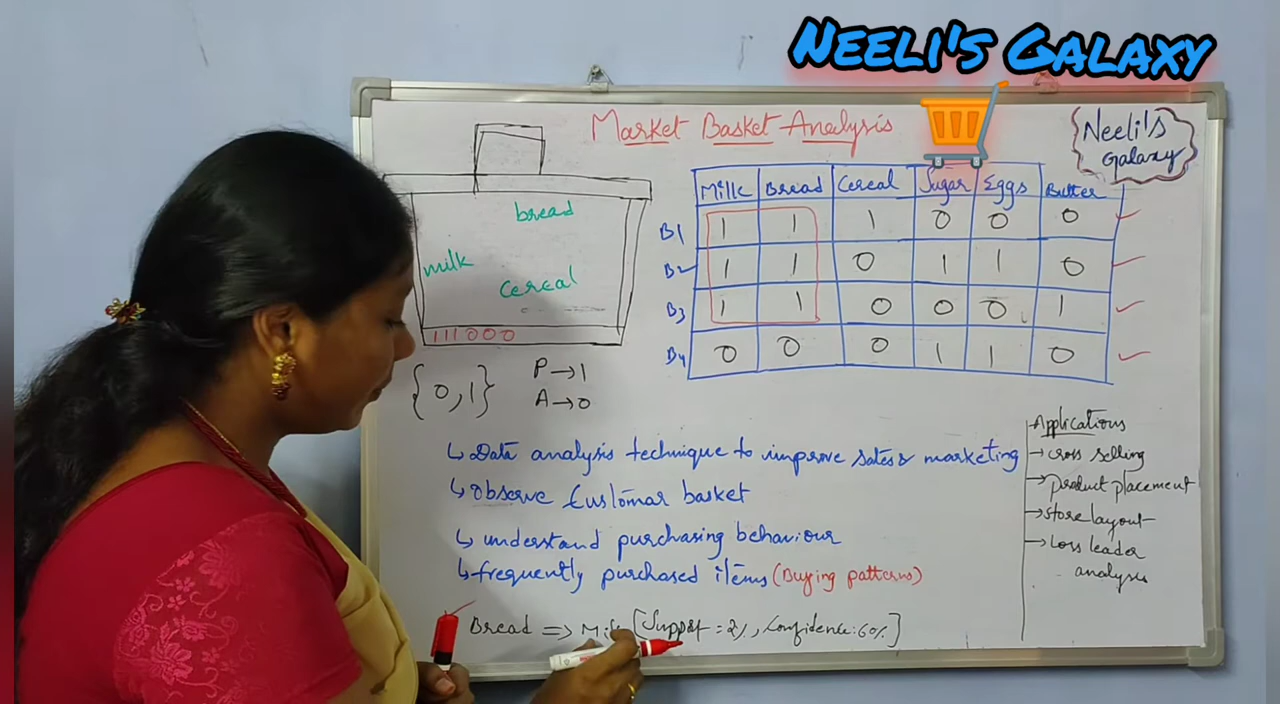 NEELI'S GALAXY
Market Basket Analysis
Neeli's
Galaxy
bread
milk
Cereal
111000
{0,1}
P→1
A→0
Milk Bread Cereal Sugar Eggs Butter
B1 1 1 1 0 0 0
B2 1 1 0 1 1 0
B3 1 1 0 0 0 1
B4 0 0 0 1 1 0
↳ Data analysis technique to improve sales & marketing
↳ Observe Customar basket
↳ understand purchasing behaviour
↳ frequently purchased items (Buying patterns)
Bread => Milk [Support = 2%, Confidence: 60%]
Applications
→ cross selling
→ product placement
→ store layout
→ Loss leader
analysis